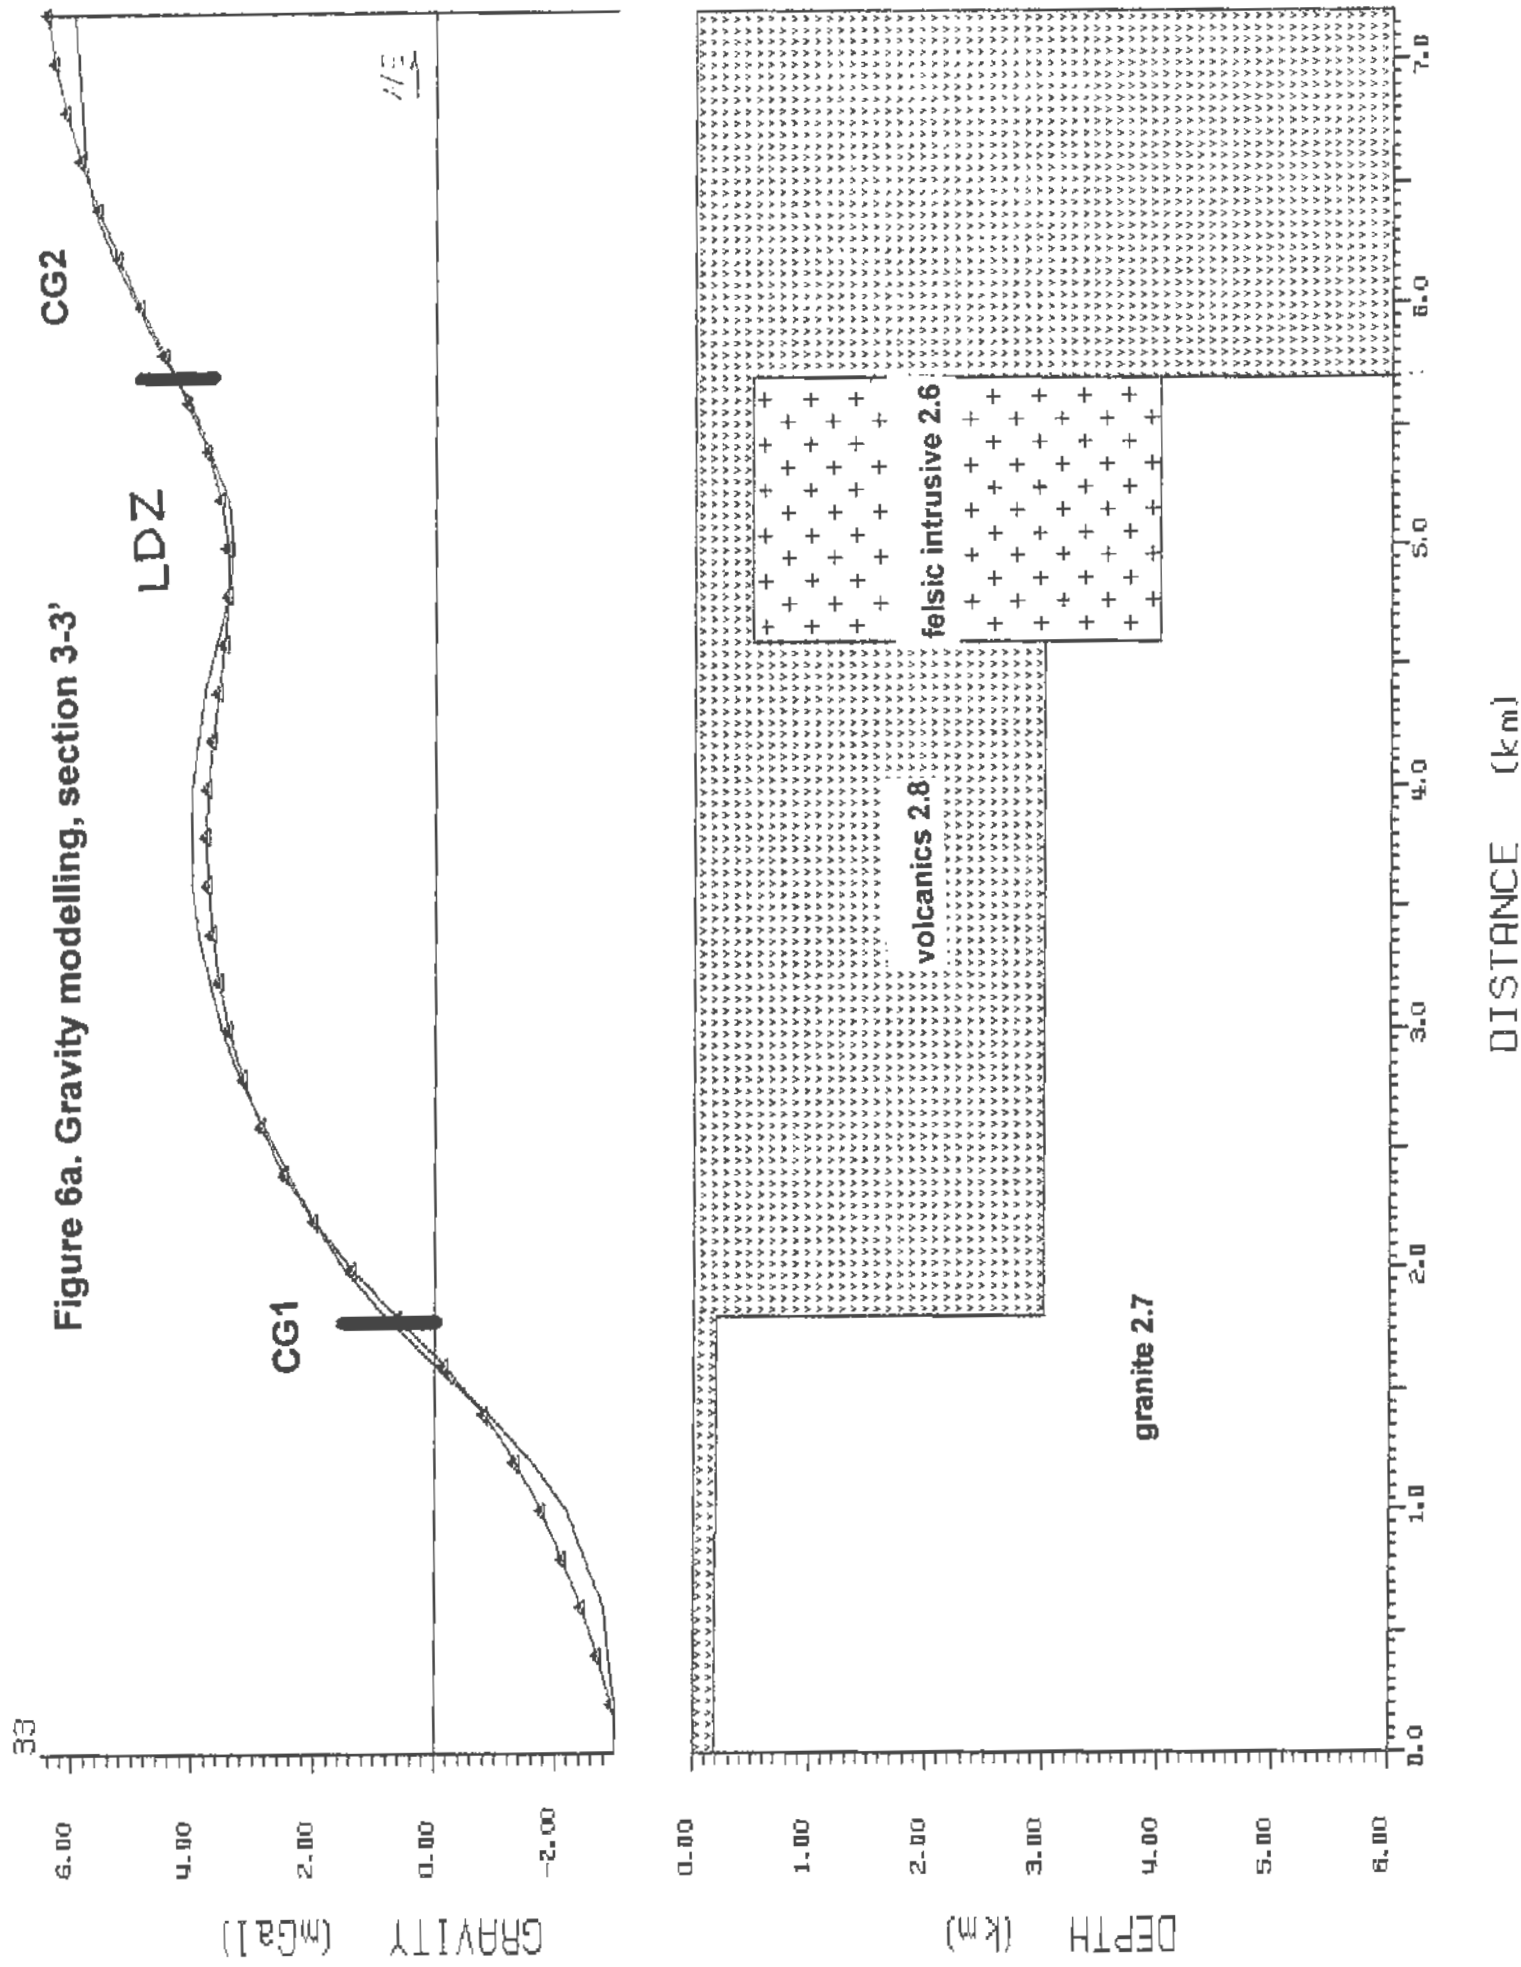 33
Figure 6a. Gravity modelling, section 3-3'
CG1
LDZ
CG2
GRAVITY
(mGal)
6.00
4.00
2.00
0.00
-2.00
DEPTH
(km)
0.00
1.00
2.00
3.00
4.00
5.00
6.00
volcanics 2.8
felsic intrusive 2.6
granite 2.7
0.0 1.0 2.0 3.0 4.0 5.0 6.0 7.0
DISTANCE (km)